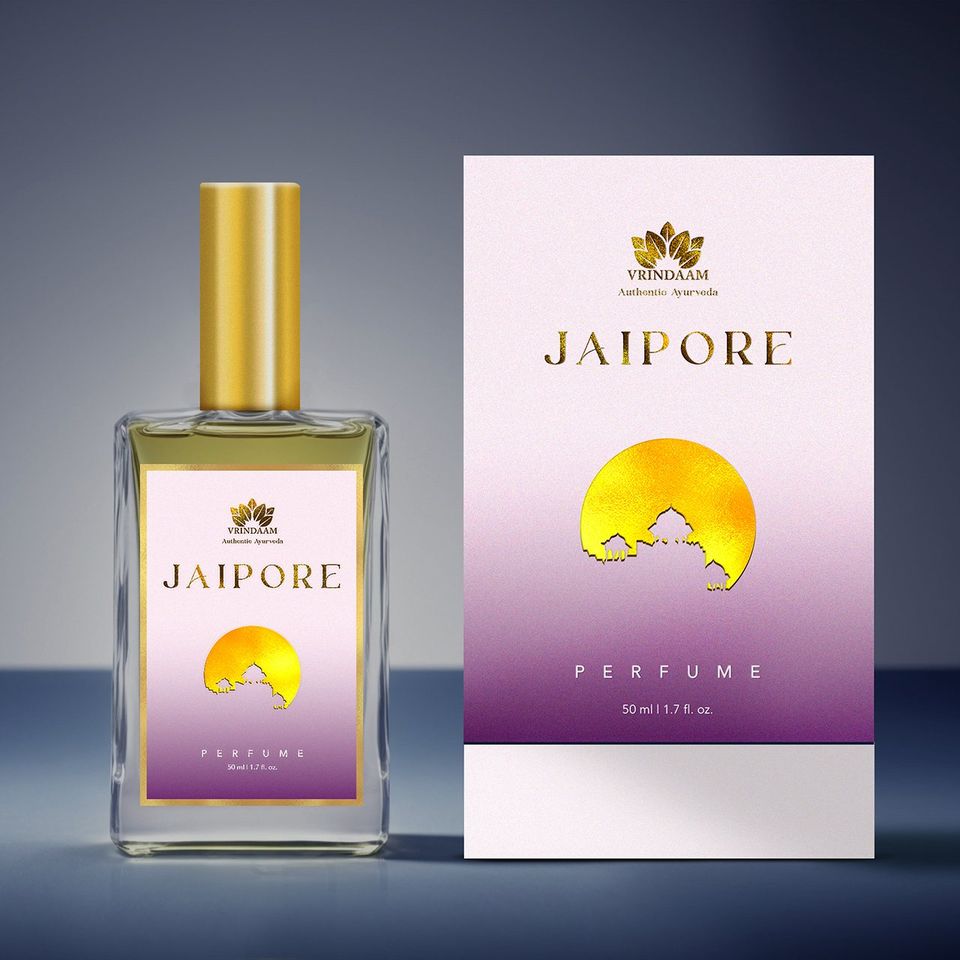 VRINDAAM
Authentic Ayurveda
JAIPORE
PERFUME
50 ml | 1.7 fl. oz.
VRINDAAM
Authentic Ayurveda
JAIPORE
PERFUME
50 ml | 1.7 fl. oz.